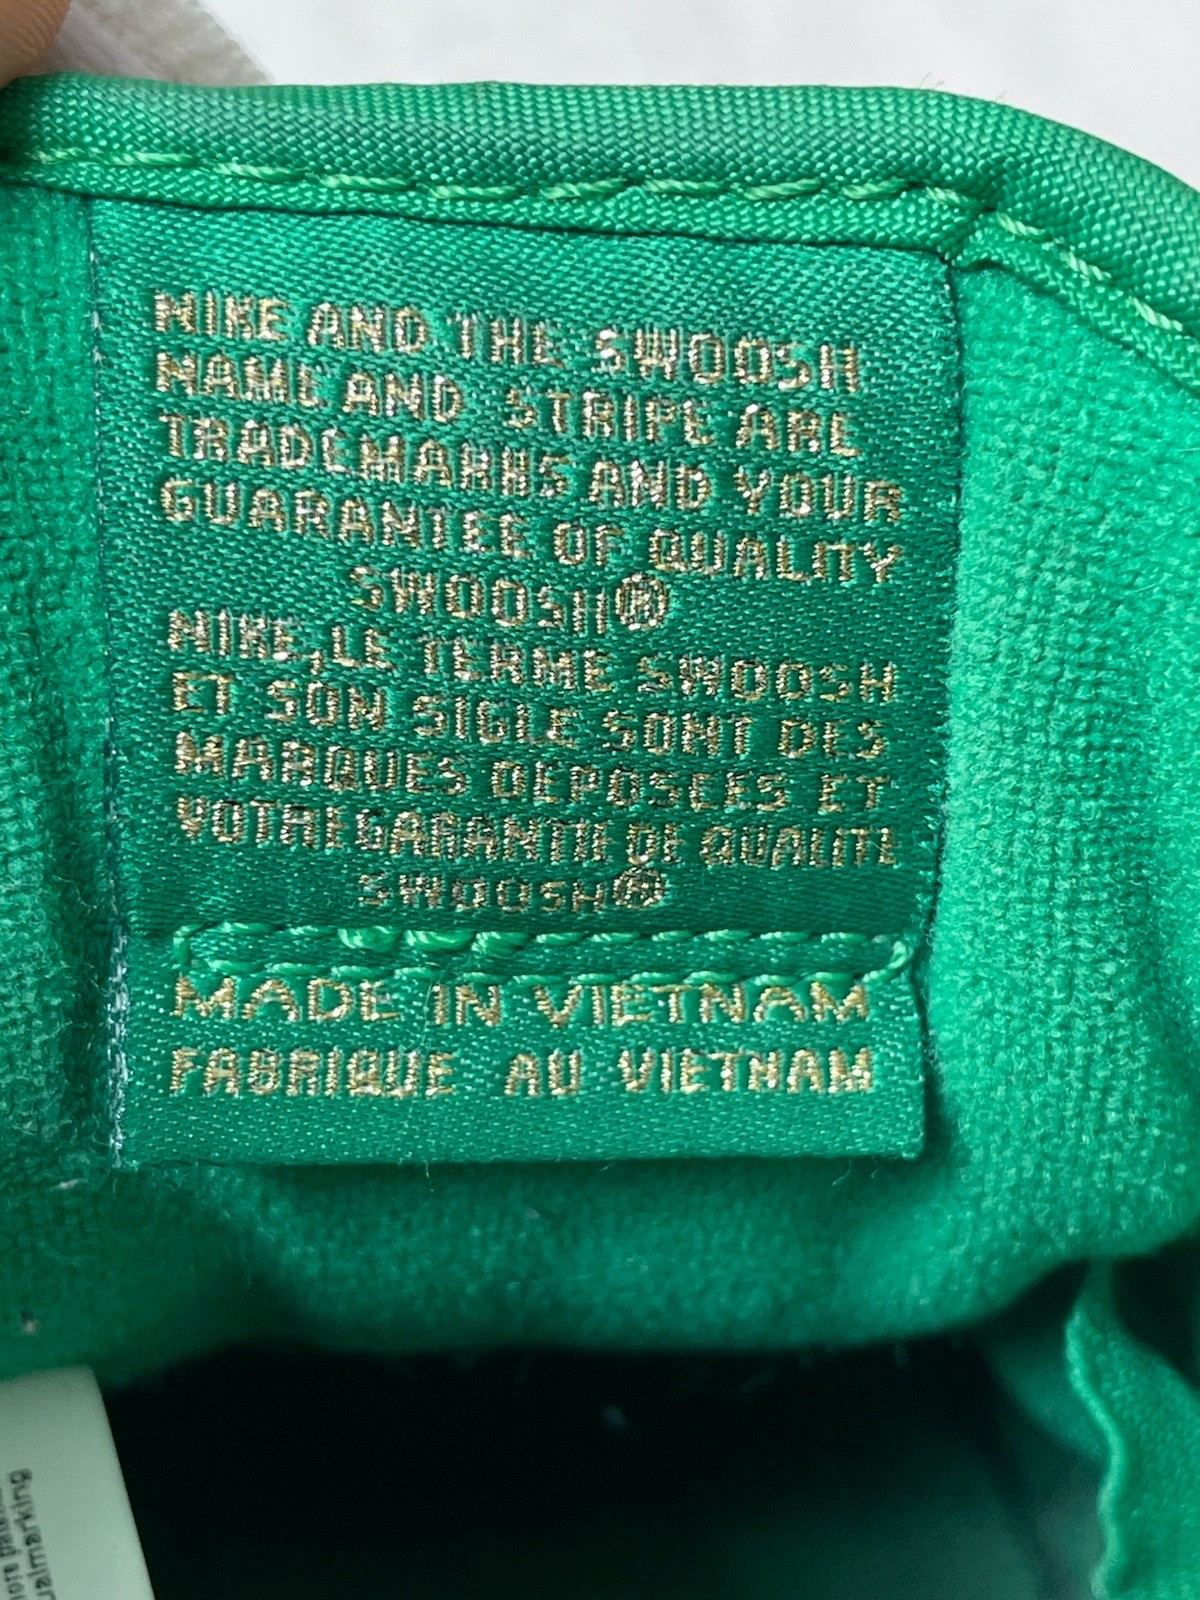 NIKE AND THE SWOOSH
NAME AND STRIPE ARE
TRADEMARKS AND YOUR
GUARANTEE OF QUALITY
SWOOSH®
NIKE, LE TERME SWOOSH
ET SON SIGLE SONT DES
MARQUES DEPOSEES ET
VOTRE GARANTIE DE QUALITE
SWOOSH®
MADE IN VIETNAM
FABRIQUE AU VIETNAM